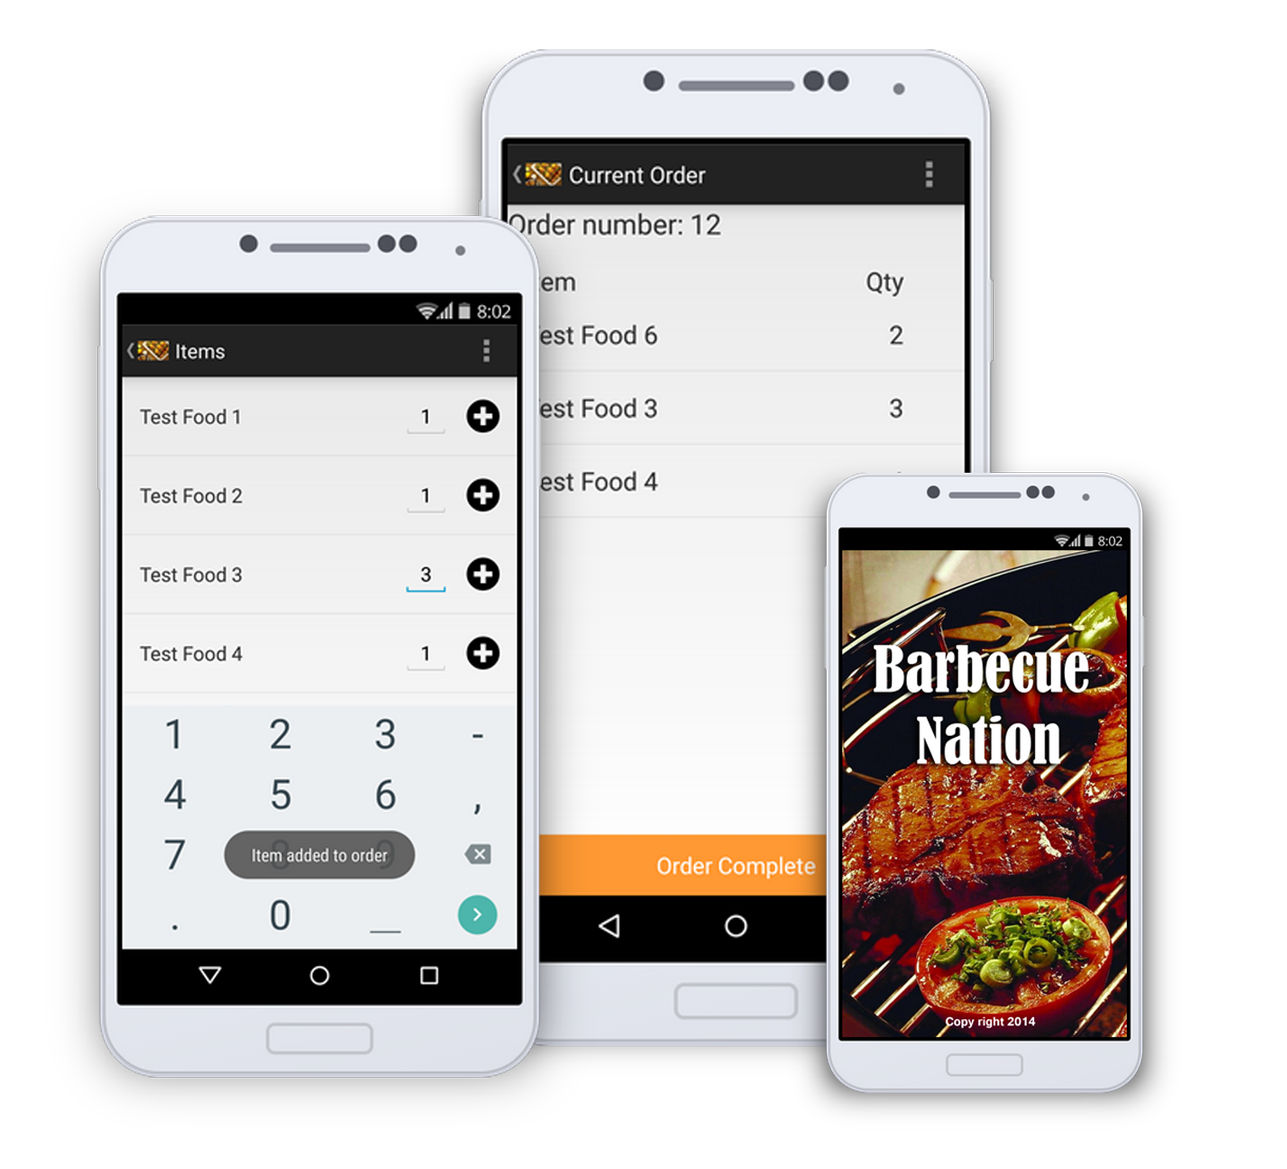 Current Order
Order number: 12
em Qty
est Food 6 2
est Food 3 3
est Food 4
Order Complete
8:02
Items
Test Food 1 1
Test Food 2 1
Test Food 3 3
Test Food 4 1
1 2 3 -
4 5 6 ,
7 8 9
Item added to order
. 0 _
8:02
Barbecue
Nation
Copy right 2014